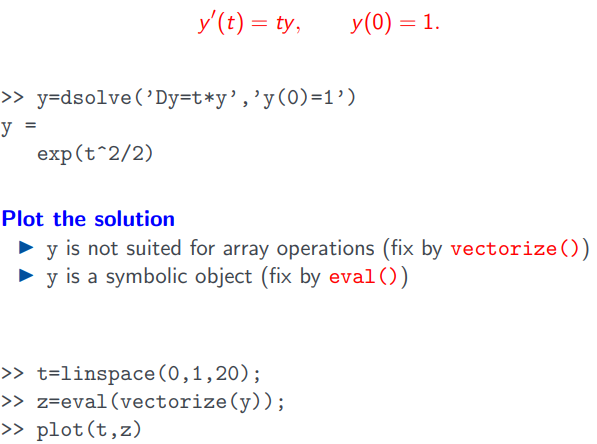 y′(t) = ty, y(0) = 1.
>> y=dsolve(’Dy=t*y’,’y(0)=1’)
y =
exp(t^2/2)
Plot the solution
▶ y is not suited for array operations (fix by vectorize())
▶ y is a symbolic object (fix by eval())
>> t=linspace(0,1,20);
>> z=eval(vectorize(y));
>> plot(t,z)